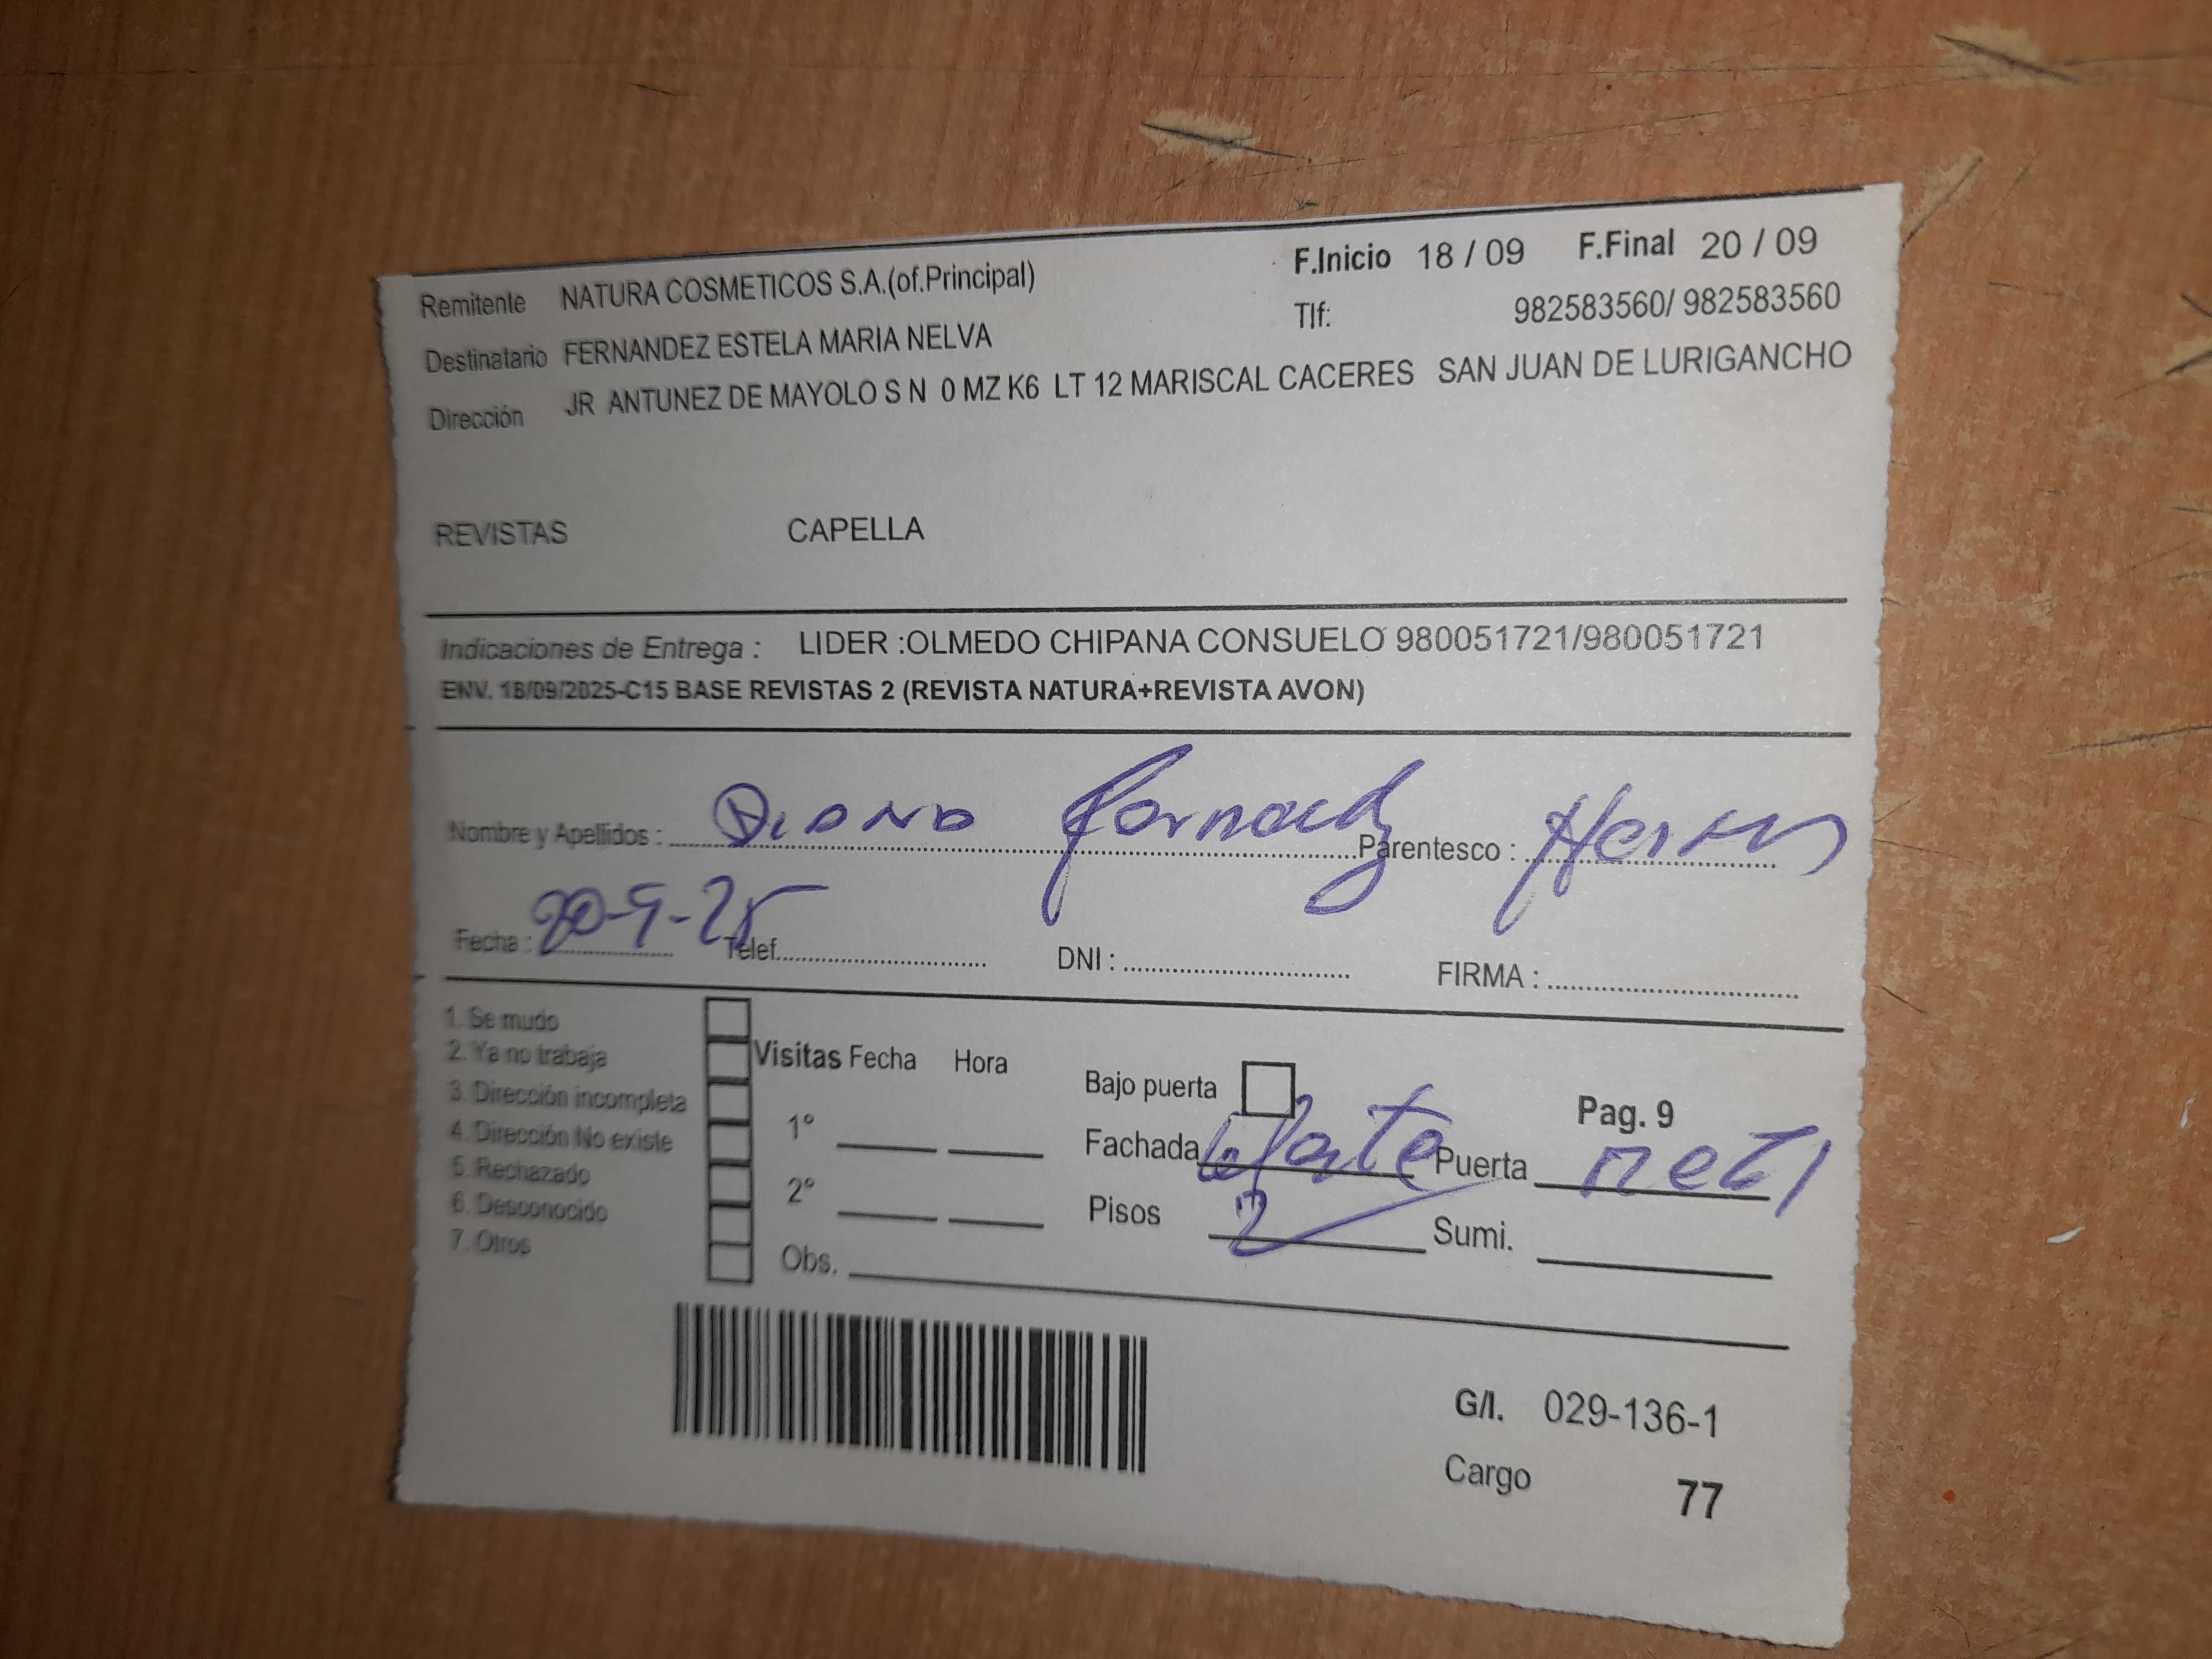 Remitente NATURA COSMETICOS S.A.(of.Principal) F.Inicio 18 / 09 F.Final 20 / 09
Destinatario FERNANDEZ ESTELA MARIA NELVA Tlf: 982583560/ 982583560
Dirección JR ANTUNEZ DE MAYOLO S N 0 MZ K6 LT 12 MARISCAL CACERES SAN JUAN DE LURIGANCHO
REVISTAS CAPELLA
Indicaciones de Entrega : LIDER :OLMEDO CHIPANA CONSUELO 980051721/980051721
ENV. 18/09/2025-C15 BASE REVISTAS 2 (REVISTA NATURA+REVISTA AVON)
Nombre y Apellidos : Diana Parentesco :
Fecha : 20-9-25 Telef. DNI : FIRMA :
1. Se mudo
2. Ya no trabaja Visitas Fecha Hora Bajo puerta
3. Dirección incompleta Pag. 9
4. Dirección No existe 1° Fachada Puerta
5. Rechazado
6. Desconocido 2° Pisos 2 Sumi.
7. Otros Obs.
G/I. 029-136-1
Cargo 77